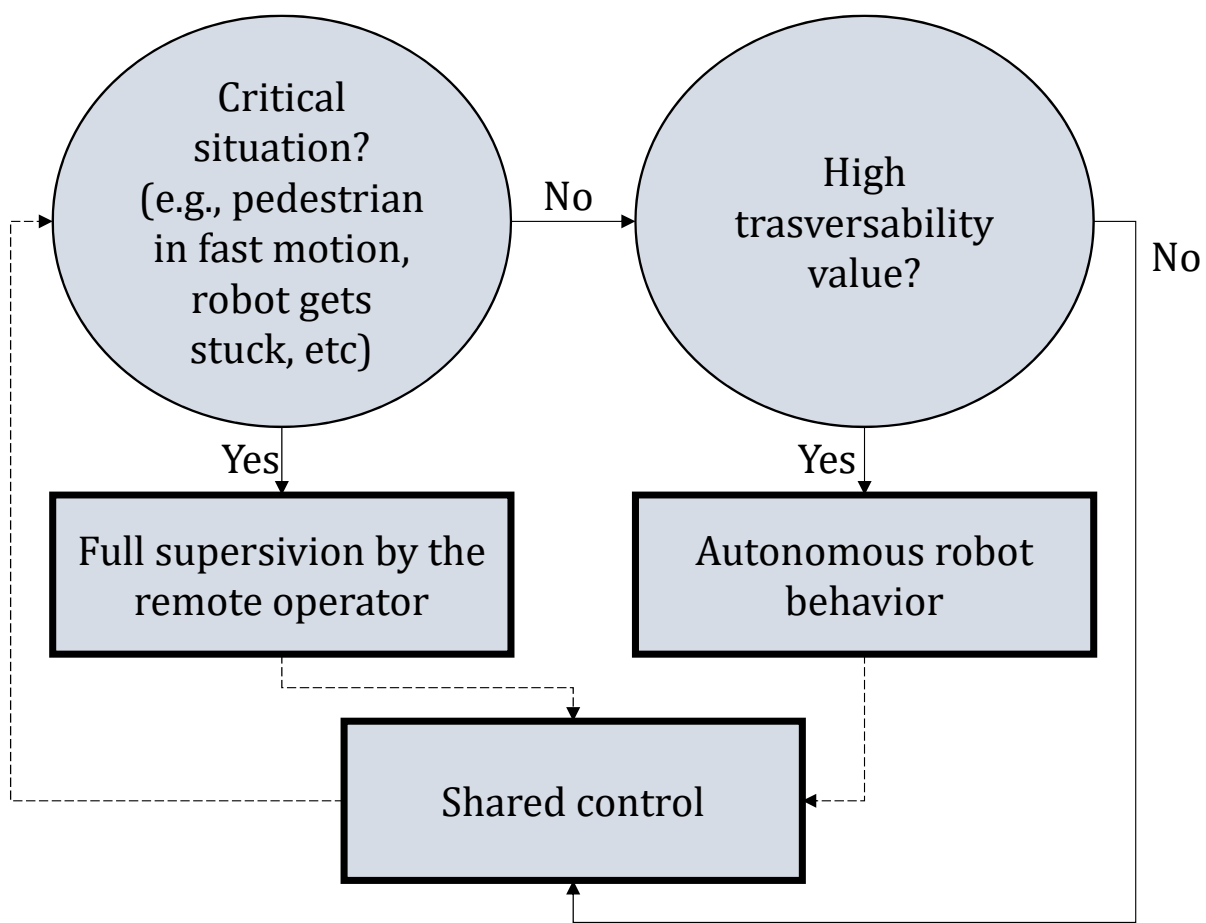 Critical
situation?
(e.g., pedestrian
in fast motion,
robot gets
stuck, etc)
No
High
trasversability
value?
No
Yes
Yes
Full supersivion by the
remote operator
Autonomous robot
behavior
Shared control